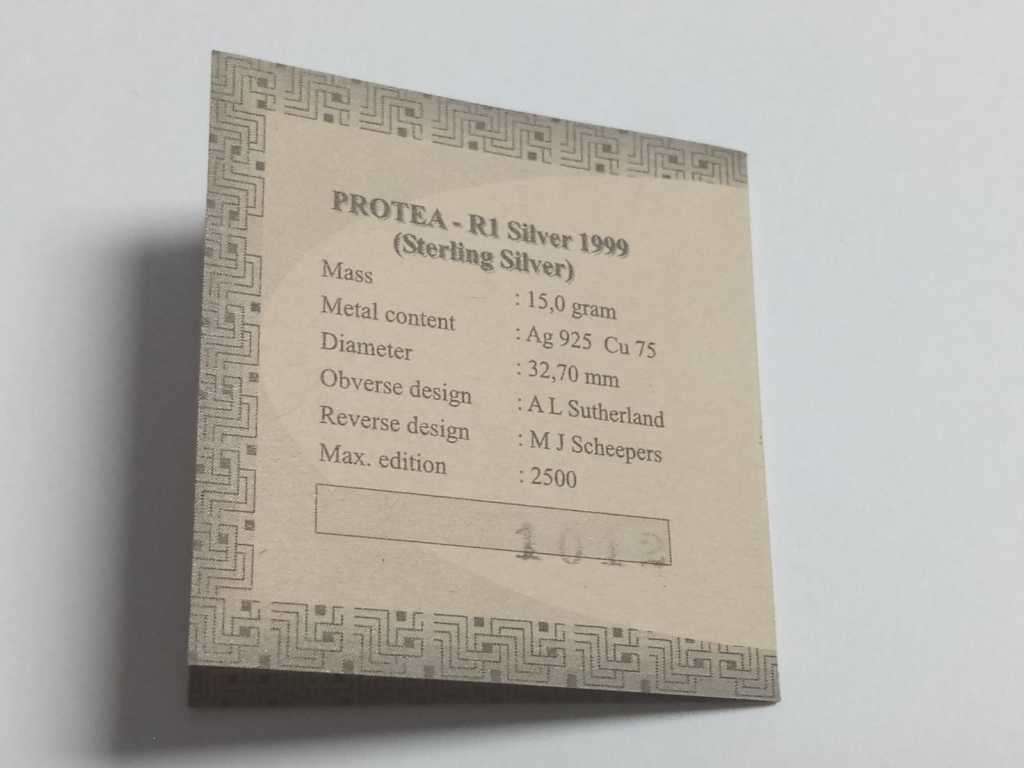 PROTEA - R1 Silver 1999
(Sterling Silver)
Mass : 15,0 gram
Metal content : Ag 925 Cu 75
Diameter : 32,70 mm
Obverse design : A L Sutherland
Reverse design : M J Scheepers
Max. edition : 2500